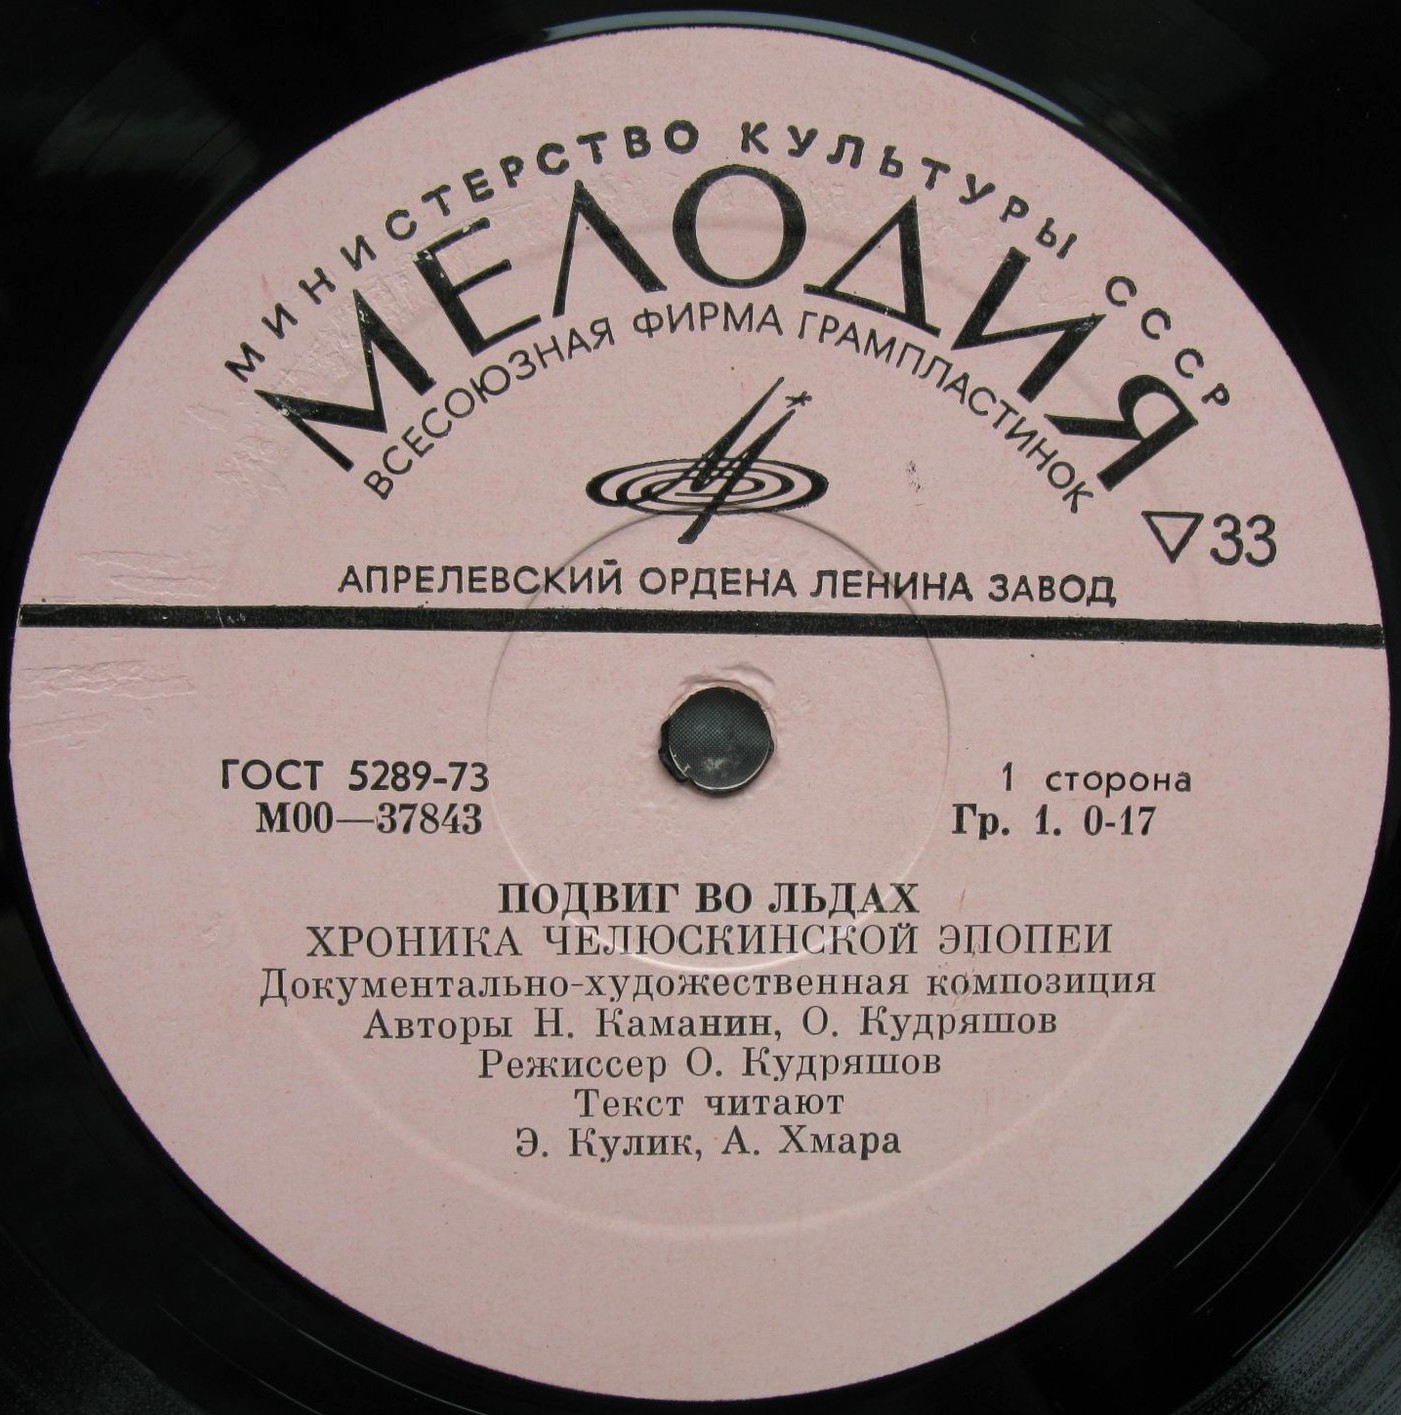 МИНИСТЕРСТВО КУЛЬТУРЫ СССР
МЕЛОДИЯ
ВСЕСОЮЗНАЯ ФИРМА ГРАМПЛАСТИНОК
▽33
АПРЕЛЕВСКИЙ ОРДЕНА ЛЕНИНА ЗАВОД
ГОСТ 5289-73
М00—37843
1 сторона
Гр. 1. 0-17
ПОДВИГ ВО ЛЬДАХ
ХРОНИКА ЧЕЛЮСКИНСКОЙ ЭПОПЕИ
Документально-художественная композиция
Авторы Н. Каманин, О. Кудряшов
Режиссер О. Кудряшов
Текст читают
Э. Кулик, А. Хмара